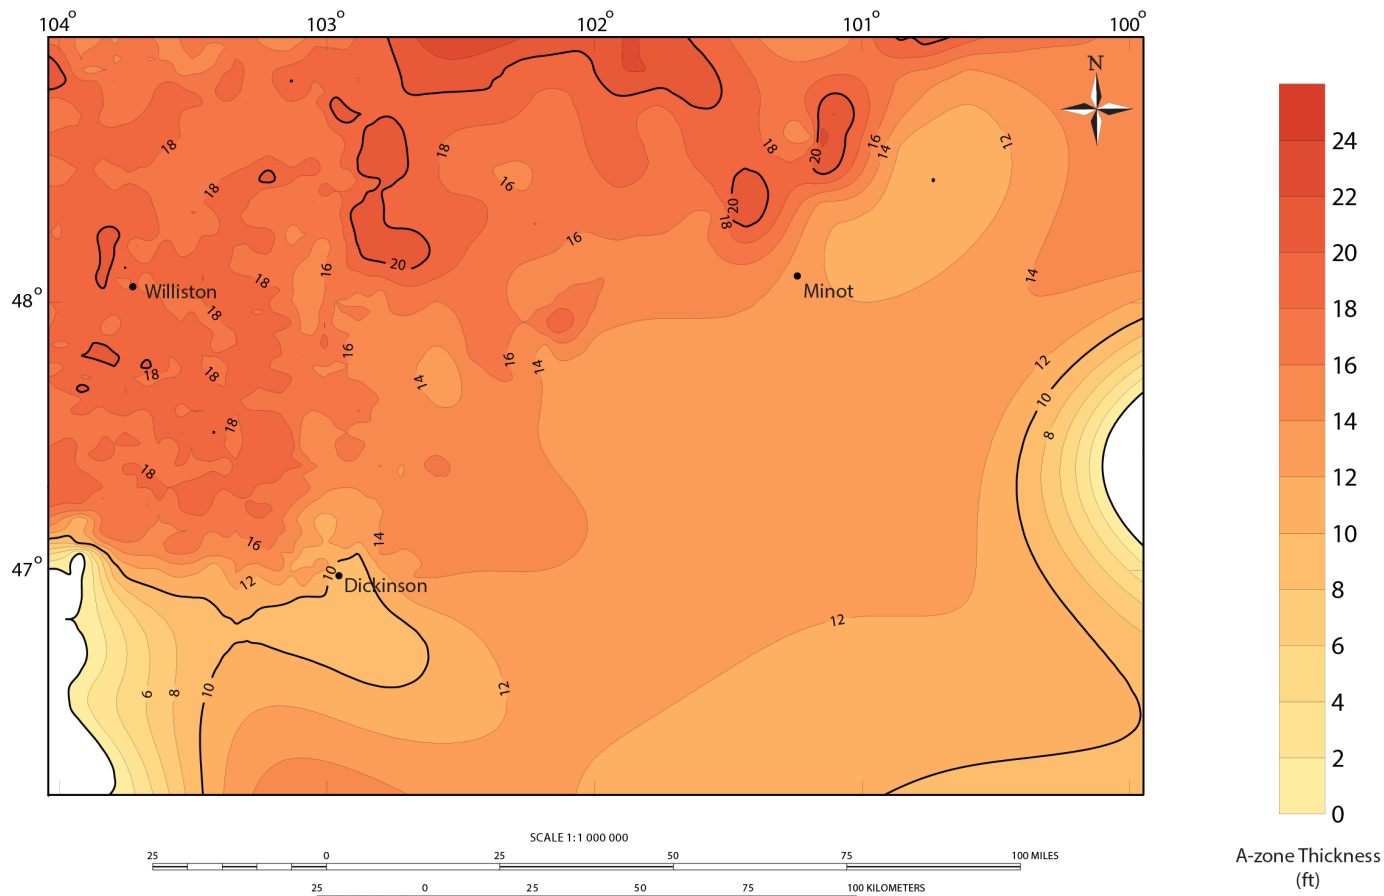 104° 103° 102° 101° 100°
N
18 18 16 20 16 14 12
18
16 20
18
20 16 18
48° 16 18 14
Williston Minot
18
16 16 14 12
18 18 14
10
18 8
18
16 14
47° 12 10
Dickinson
12
6 8 10 12
24
22
20
18
16
14
12
10
8
6
4
2
0
A-zone Thickness
(ft)
SCALE 1: 1 000 000
25 0 25 50 75 100 MILES
25 0 25 50 75 100 KILOMETERS